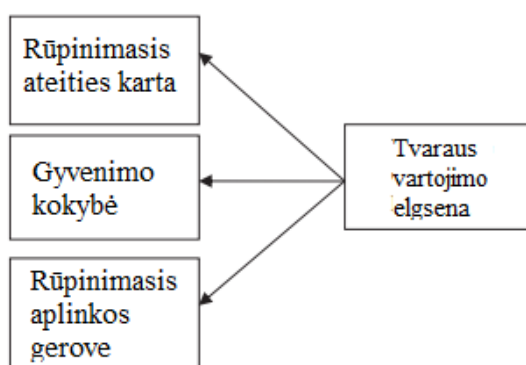 Rūpinimasis
ateities karta
Gyvenimo
kokybė
Rūpinimasis
aplinkos
gerove
Tvaraus
vartojimo
elgsena